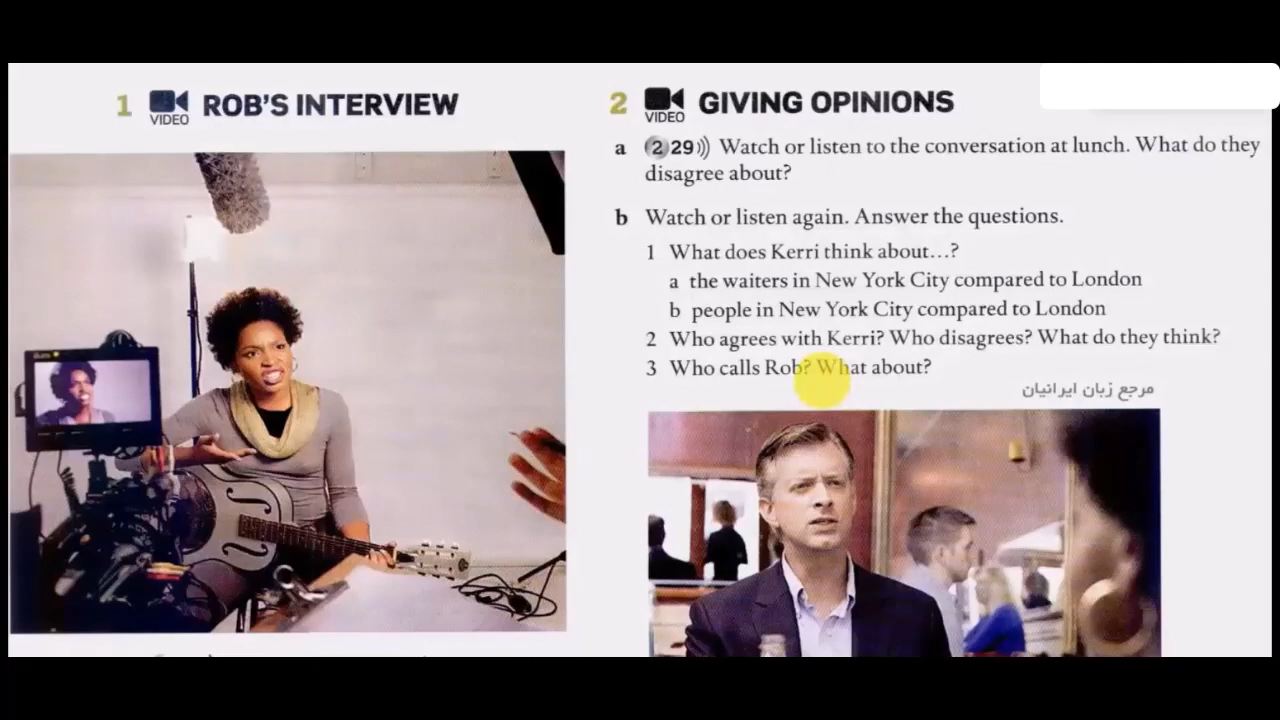 1 VIDEO ROB'S INTERVIEW
2 VIDEO GIVING OPINIONS
a 2 29 Watch or listen to the conversation at lunch. What do they
disagree about?
b Watch or listen again. Answer the questions.
1 What does Kerri think about…?
a the waiters in New York City compared to London
b people in New York City compared to London
2 Who agrees with Kerri? Who disagrees? What do they think?
3 Who calls Rob? What about?
مرجع زبان ایرانیان